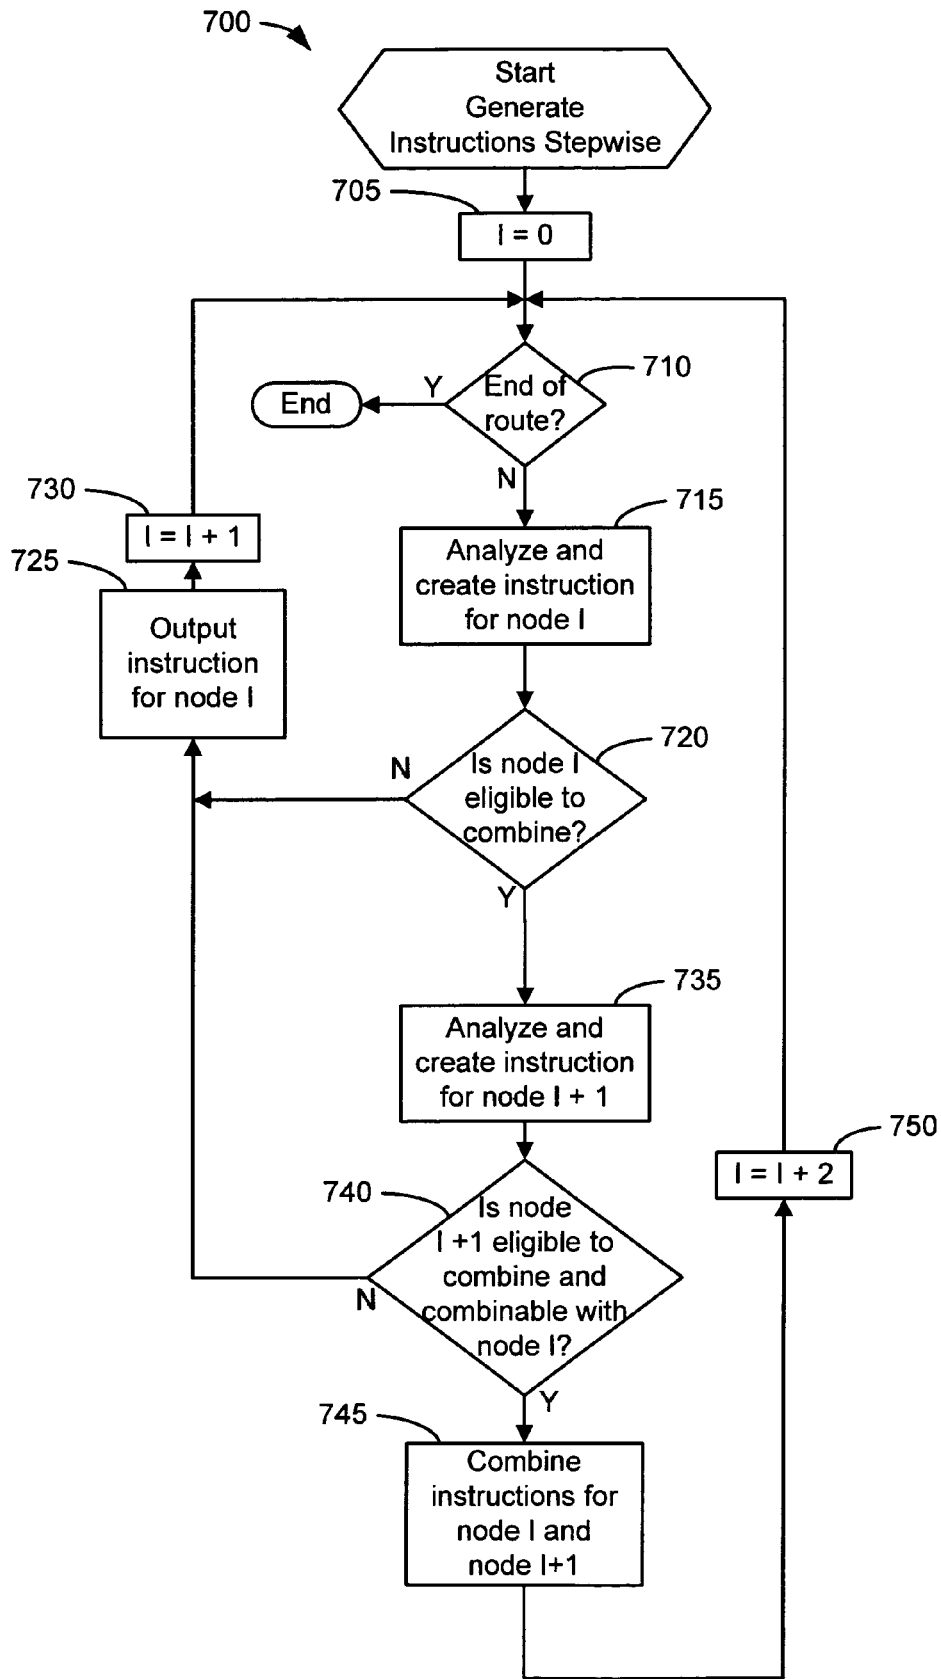 700
Start
Generate
Instructions Stepwise
705
I = 0
710
End of
route?
Y
End
N
715
Analyze and
create instruction
for node I
730
I = I + 1
725
Output
instruction
for node I
720
Is node I
eligible to
combine?
N
Y
735
Analyze and
create instruction
for node I + 1
750
I = I + 2
740
Is node
I +1 eligible to
combine and
combinable with
node I?
N
Y
745
Combine
instructions for
node I and
node I+1